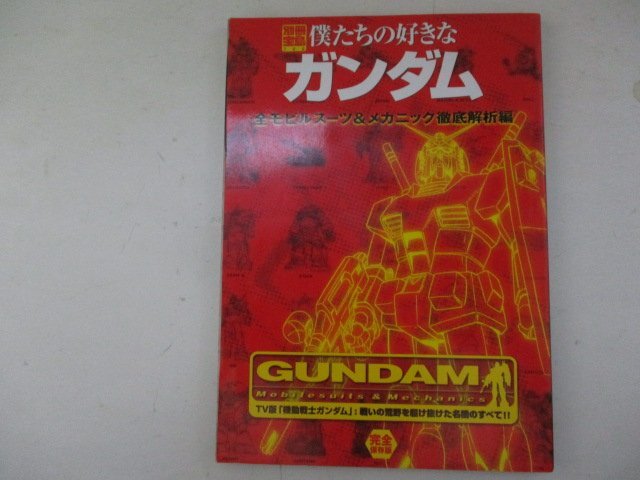 別冊
宝島
僕たちの好きな
ガンダム
全モビルスーツ&メカニック徹底解析編
GUNDAM
Mobilesuits & Mechanics
TV版「機動戦士ガンダム」:戦いの荒野を駆け抜けた名機のすべて!!
完全
保存版